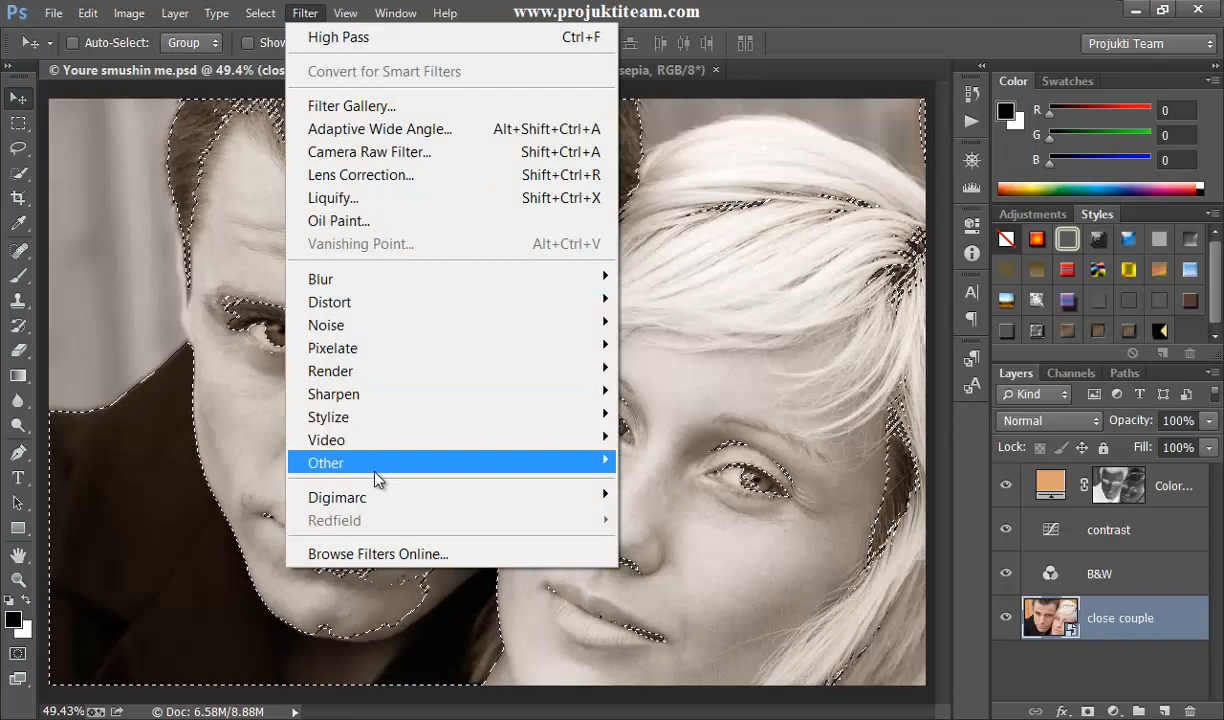 www.projuktiteam.com
Ps File Edit Image Layer Type Select Filter View Window Help
Auto-Select: Group Show
Projukti Team
© Youre smushin me.psd @ 49.4% (clos
sepia, RGB/8*) ×
High Pass Ctrl+F
Convert for Smart Filters
Filter Gallery...
Adaptive Wide Angle... Alt+Shift+Ctrl+A
Camera Raw Filter... Shift+Ctrl+A
Lens Correction... Shift+Ctrl+R
Liquify... Shift+Ctrl+X
Oil Paint...
Vanishing Point... Alt+Ctrl+V
Blur
Distort
Noise
Pixelate
Render
Sharpen
Stylize
Video
Other
Digimarc
Redfield
Browse Filters Online...
Color Swatches
R 0
G 0
B 0
Adjustments Styles
Layers Channels Paths
Kind
Normal Opacity: 100%
Lock: Fill: 100%
Color...
contrast
B&W
close couple
49.43% © Doc: 6.58M/8.88M
fx